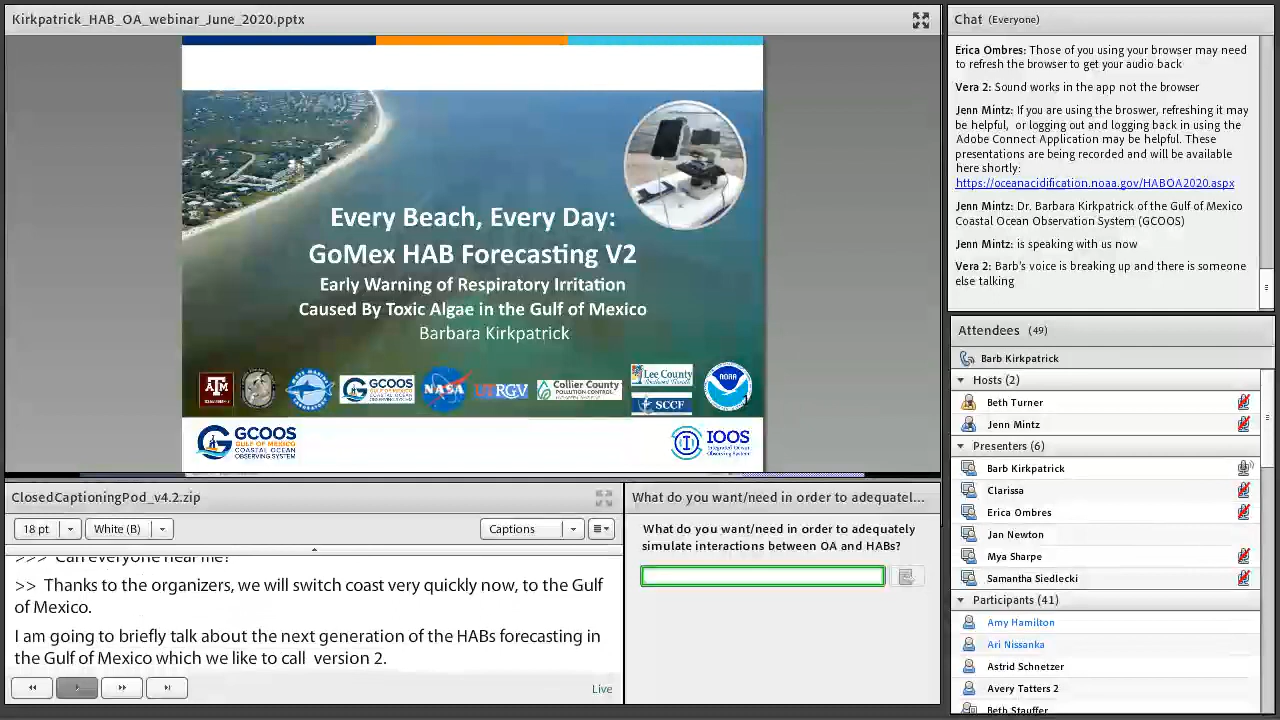 Kirkpatrick_HAB_OA_webinar_June_2020.pptx
Every Beach, Every Day:
GoMex HAB Forecasting V2
Early Warning of Respiratory Irritation
Caused By Toxic Algae in the Gulf of Mexico
Barbara Kirkpatrick
GCOOS
NASA
UTRGV
Collier County
Lee County
SCCF
NOAA
1
GCOOS
GULF OF MEXICO
COASTAL OCEAN
OBSERVING SYSTEM
IOOS
Integrated Ocean
Observing System
ClosedCaptioningPod_v4.2.zip
18 pt
White (B)
Captions
>>> Can everyone hear me?
>> Thanks to the organizers, we will switch coast very quickly now, to the Gulf
of Mexico.
I am going to briefly talk about the next generation of the HABs forecasting in
the Gulf of Mexico which we like to call version 2.
Live
What do you want/need in order to adequatel...
What do you want/need in order to adequately
simulate interactions between OA and HABs?
Chat (Everyone)
Erica Ombres: Those of you using your browser may need
to refresh the browser to get your audio back
Vera 2: Sound works in the app not the browser
Jenn Mintz: If you are using the broswer, refreshing it may
be helpful, or logging out and logging back in using the
Adobe Connect Application may be helpful. These
presentations are being recorded and will be available
here shortly:
https://oceanacidification.noaa.gov/HABOA2020.aspx
Jenn Mintz: Dr. Barbara Kirkpatrick of the Gulf of Mexico
Coastal Ocean Observation System (GCOOS)
Jenn Mintz: is speaking with us now
Vera 2: Barb's voice is breaking up and there is someone
else talking
Attendees (49)
Barb Kirkpatrick
Hosts (2)
Beth Turner
Jenn Mintz
Presenters (6)
Barb Kirkpatrick
Clarissa
Erica Ombres
Jan Newton
Mya Sharpe
Samantha Siedlecki
Participants (41)
Amy Hamilton
Ari Nissanka
Astrid Schnetzer
Avery Tatters 2
Beth Stauffer